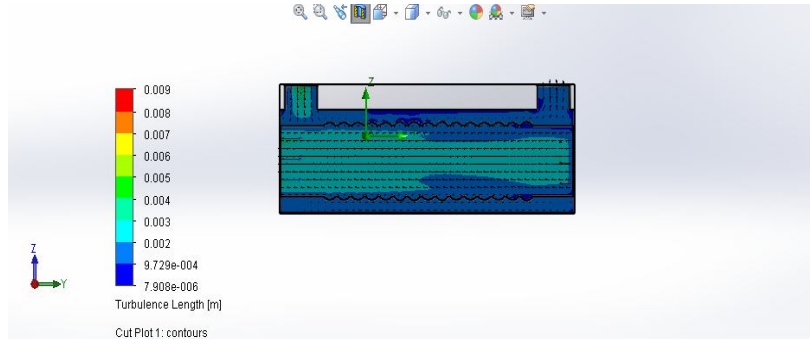 Z
0.009
0.008
0.007
0.006
0.005
0.004
0.003
0.002
9.729e-004
7.908e-006
Z
Y
Turbulence Length [m]
Cut Plot 1: contours